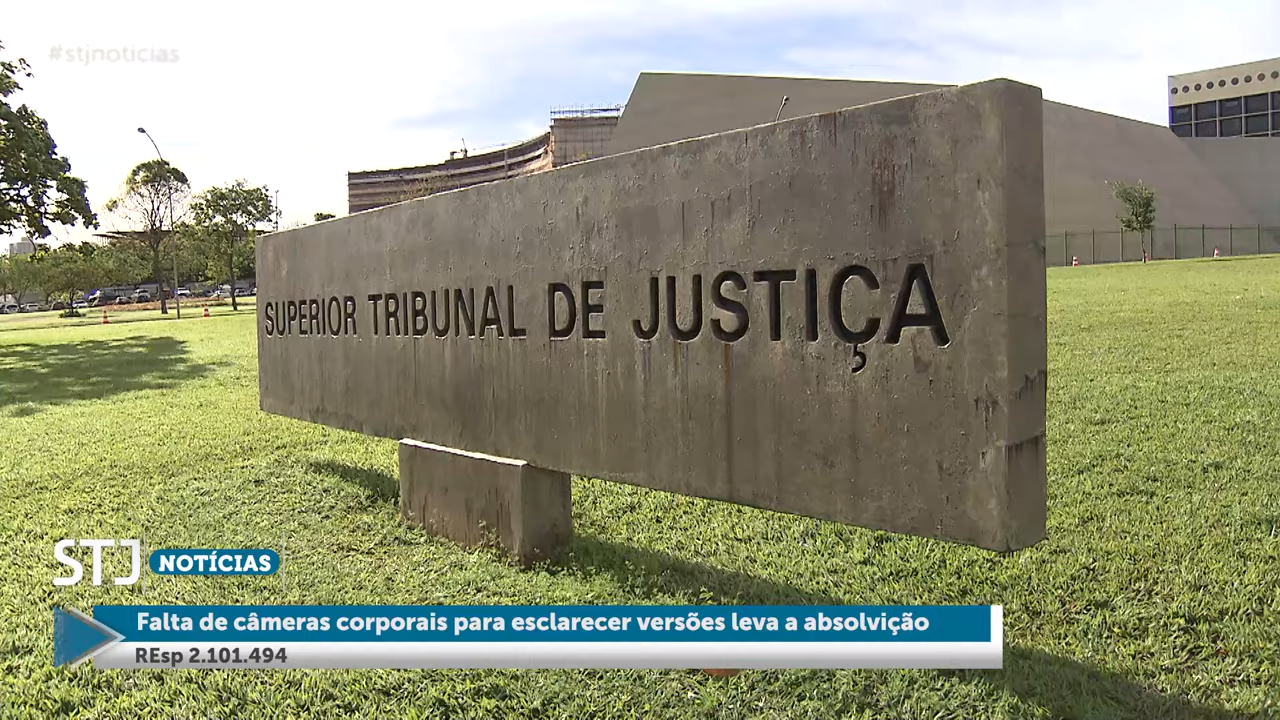 #stjnoticias
SUPERIOR TRIBUNAL DE JUSTIÇA
STJ NOTÍCIAS
Falta de câmeras corporais para esclarecer versões leva a absolvição
REsp 2.101.494